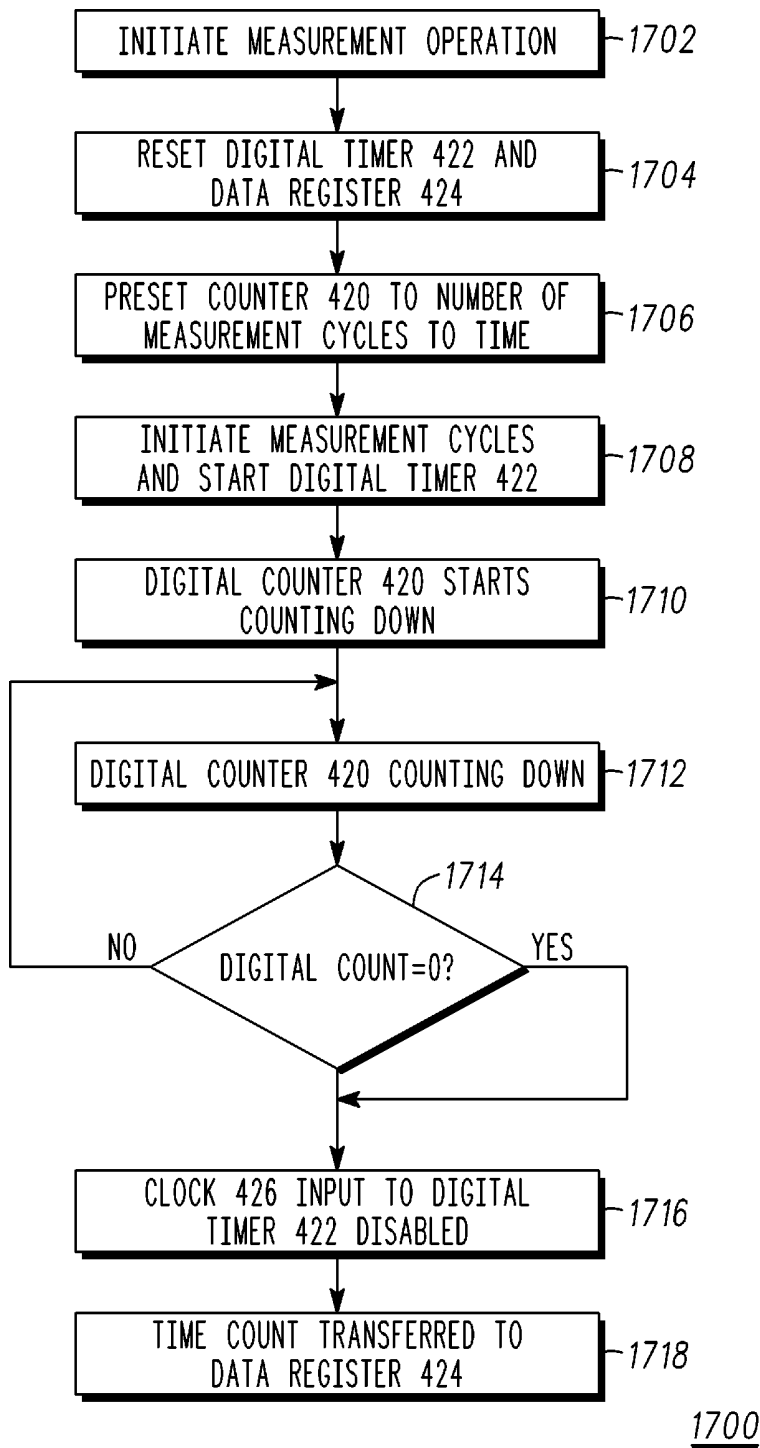 INITIATE MEASUREMENT OPERATION
1702
RESET DIGITAL TIMER 422 AND
DATA REGISTER 424
1704
PRESET COUNTER 420 TO NUMBER OF
MEASUREMENT CYCLES TO TIME
1706
INITIATE MEASUREMENT CYCLES
AND START DIGITAL TIMER 422
1708
DIGITAL COUNTER 420 STARTS
COUNTING DOWN
1710
DIGITAL COUNTER 420 COUNTING DOWN
1712
1714
NO
DIGITAL COUNT=0?
YES
CLOCK 426 INPUT TO DIGITAL
TIMER 422 DISABLED
1716
TIME COUNT TRANSFERRED TO
DATA REGISTER 424
1718
1700